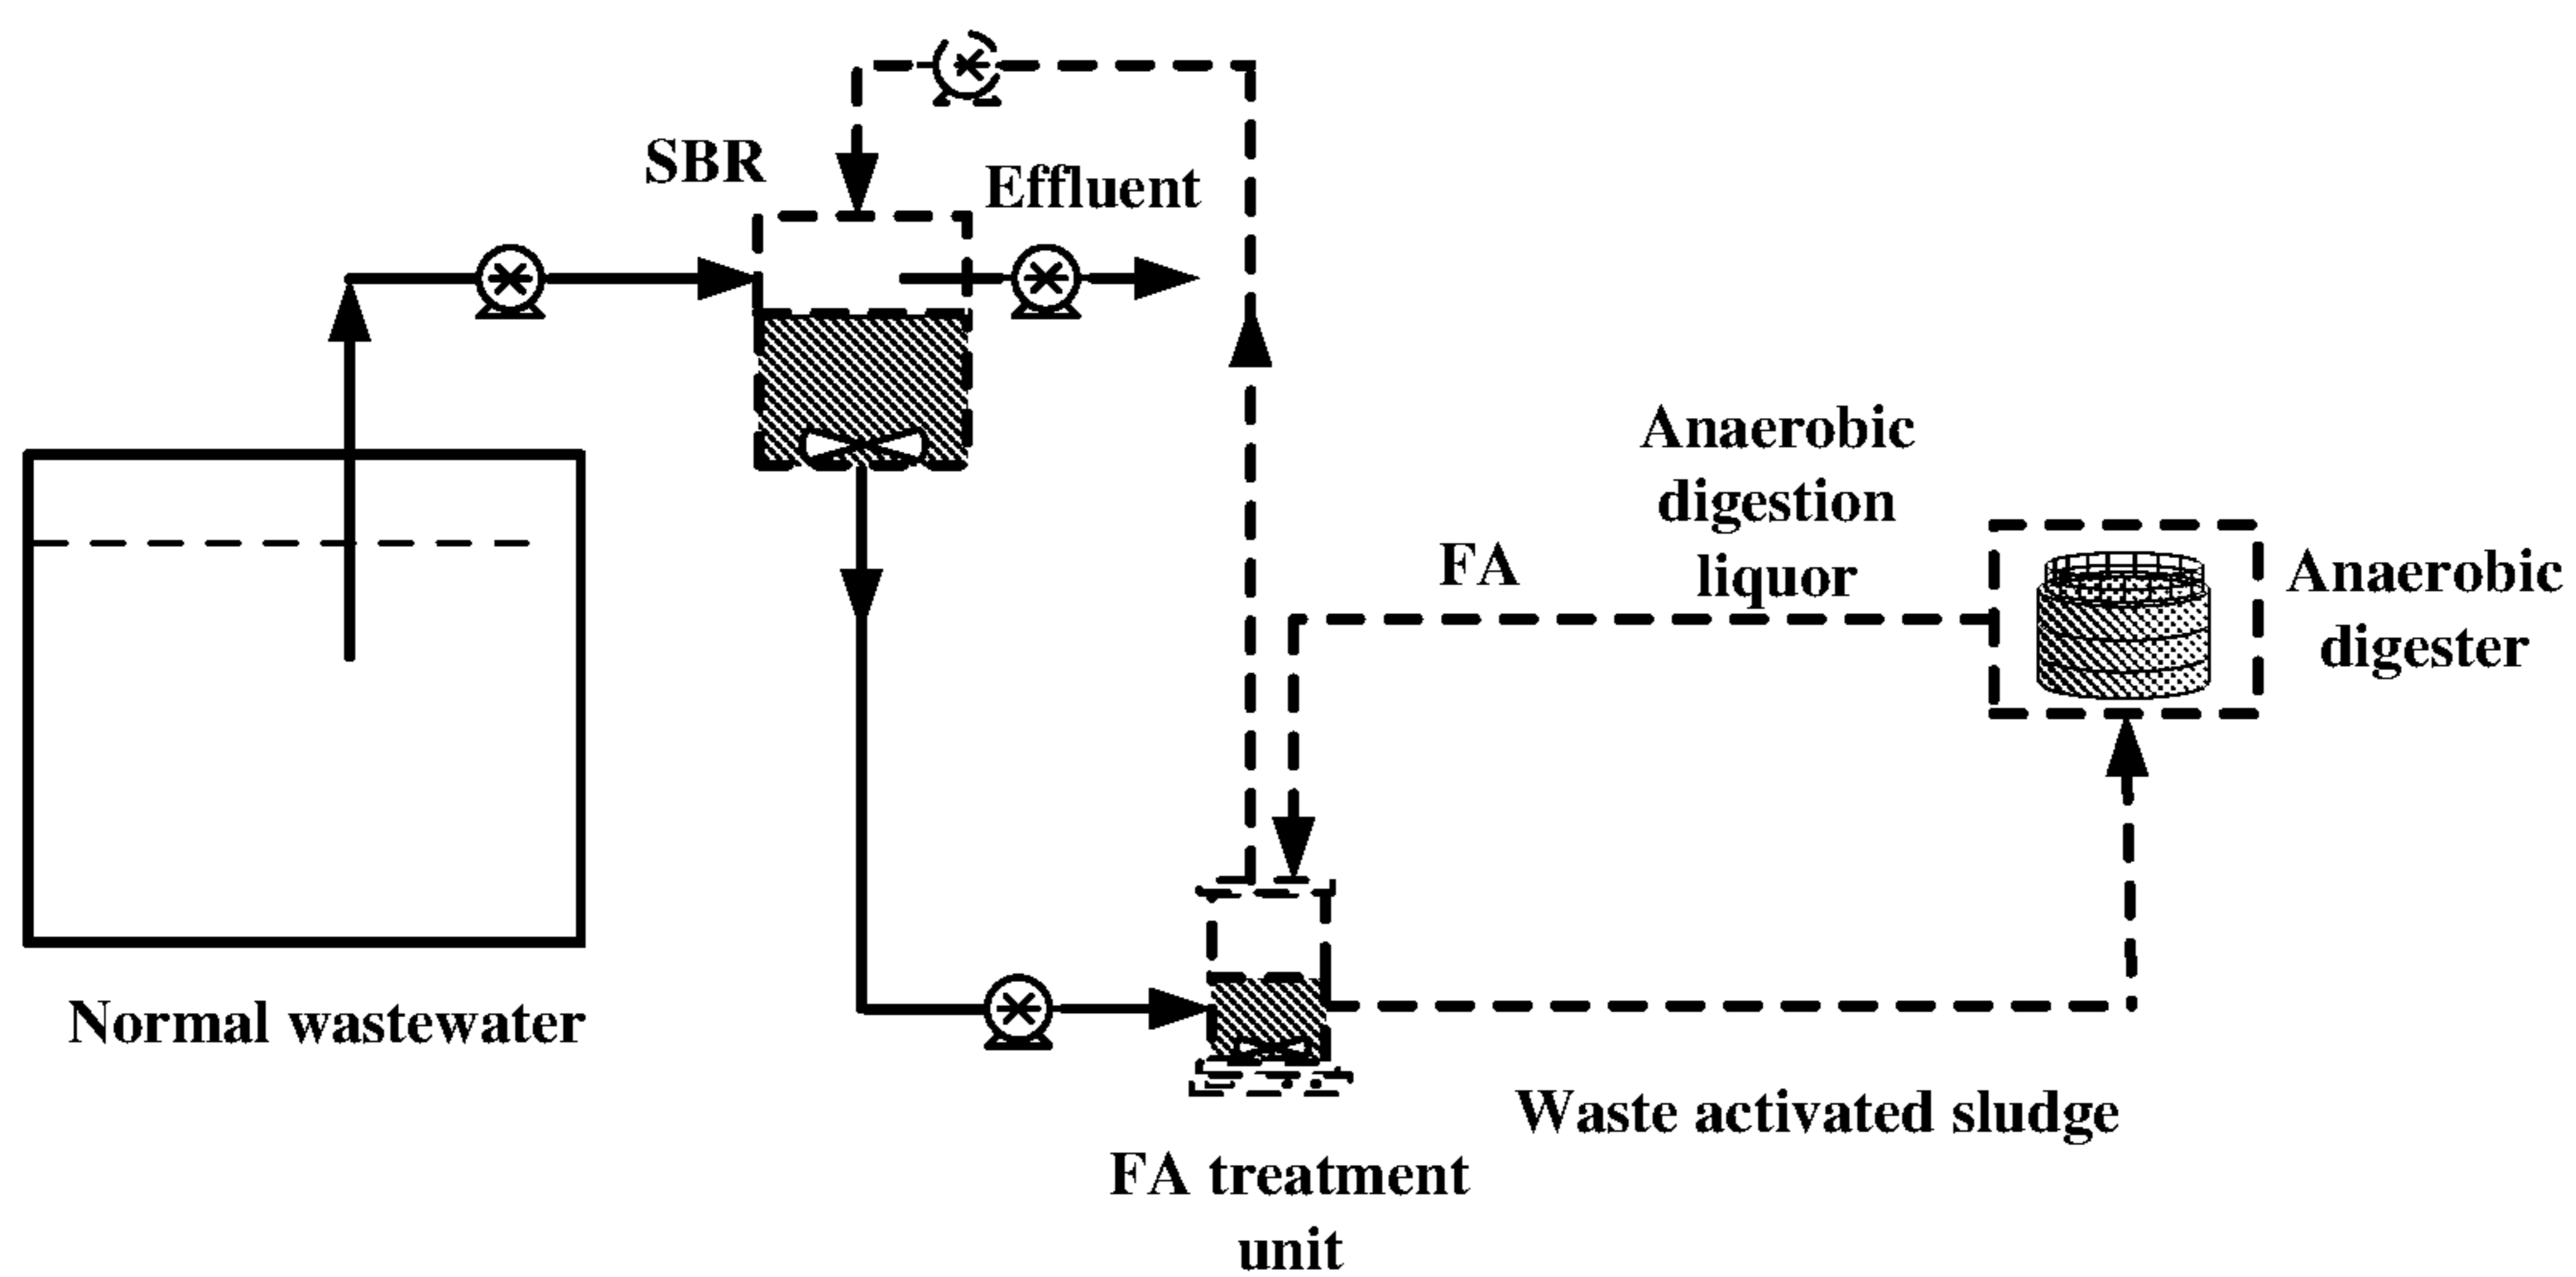 SBR
Effluent
Anaerobic
digestion
liquor
FA
Anaerobic
digester
Normal wastewater
Waste activated sludge
FA treatment
unit